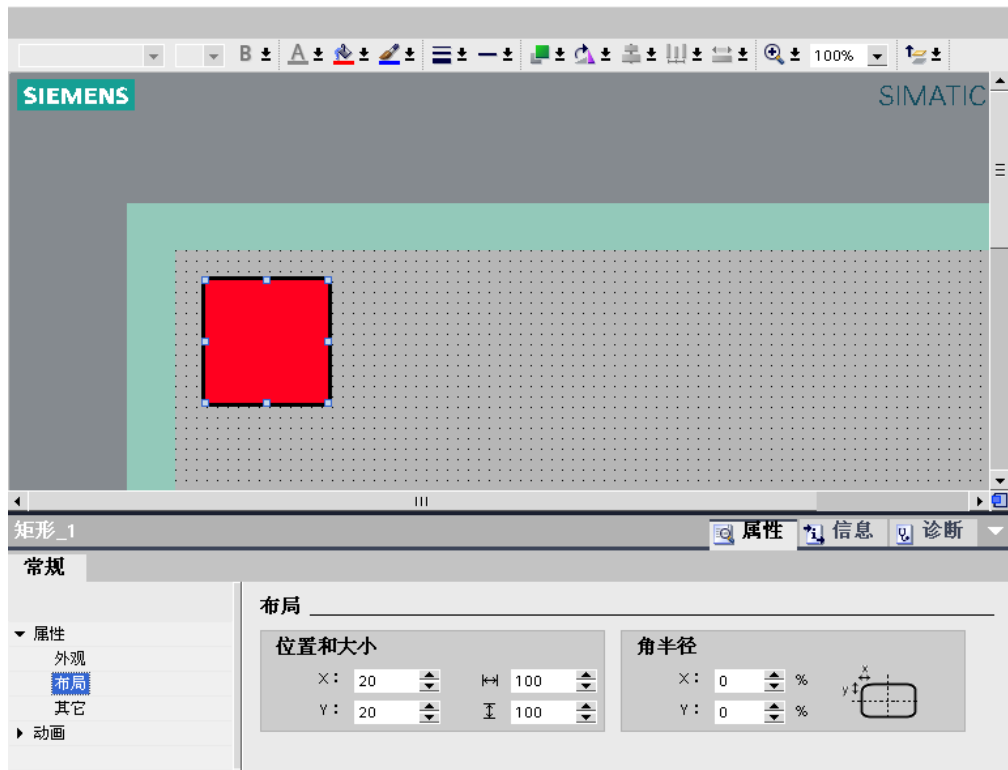 B A 100%
SIEMENS SIMATIC
矩形_1 属性 信息 诊断
常规
布局
属性
外观
布局
其它
动画
位置和大小 角半径
X: 20 100 X: 0 %
Y: 20 100 Y: 0 %
x
y